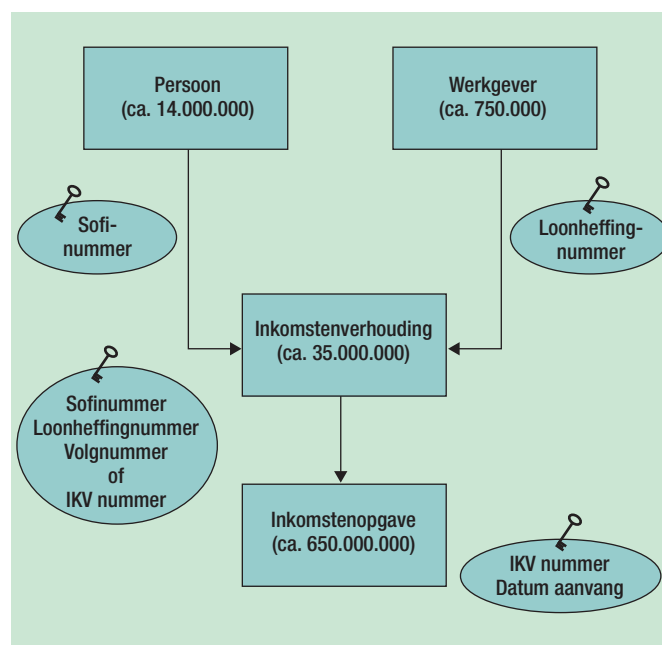 Persoon
(ca. 14.000.000)
Werkgever
(ca. 750.000)
Sofi-
nummer
Loonheffing-
nummer
Inkomstenverhouding
(ca. 35.000.000)
Sofinummer
Loonheffingnummer
Volgnummer
of
IKV nummer
Inkomstenopgave
(ca. 650.000.000)
IKV nummer
Datum aanvang